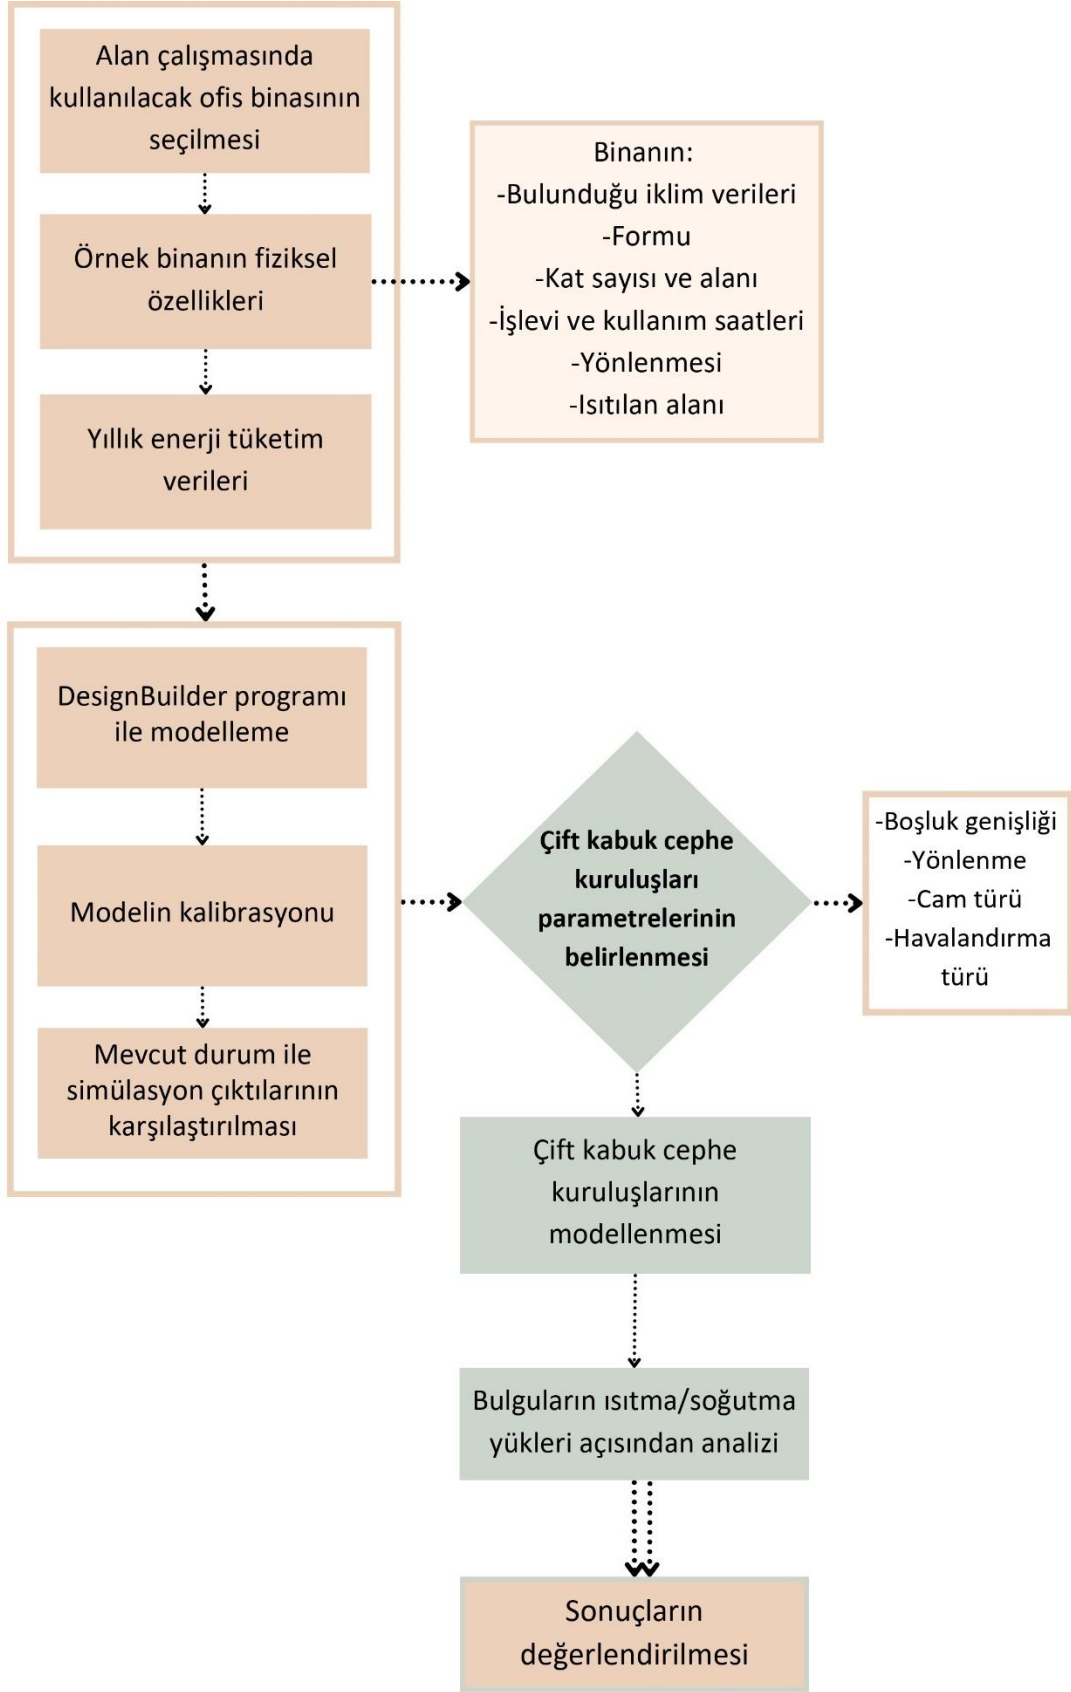 Alan çalışmasında
kullanılacak ofis binasının
seçilmesi
Örnek binanın fiziksel
özellikleri
Yıllık enerji tüketim
verileri
Binanın:
-Bulunduğu iklim verileri
-Formu
-Kat sayısı ve alanı
-İşlevi ve kullanım saatleri
-Yönlenmesi
-Isıtılan alanı
DesignBuilder programı
ile modelleme
Modelin kalibrasyonu
Mevcut durum ile
simülasyon çıktılarının
karşılaştırılması
Çift kabuk cephe
kuruluşları
parametrelerinin
belirlenmesi
-Boşluk genişliği
-Yönlenme
-Cam türü
-Havalandırma
türü
Çift kabuk cephe
kuruluşlarının
modellenmesi
Bulguların ısıtma/soğutma
yükleri açısından analizi
Sonuçların
değerlendirilmesi